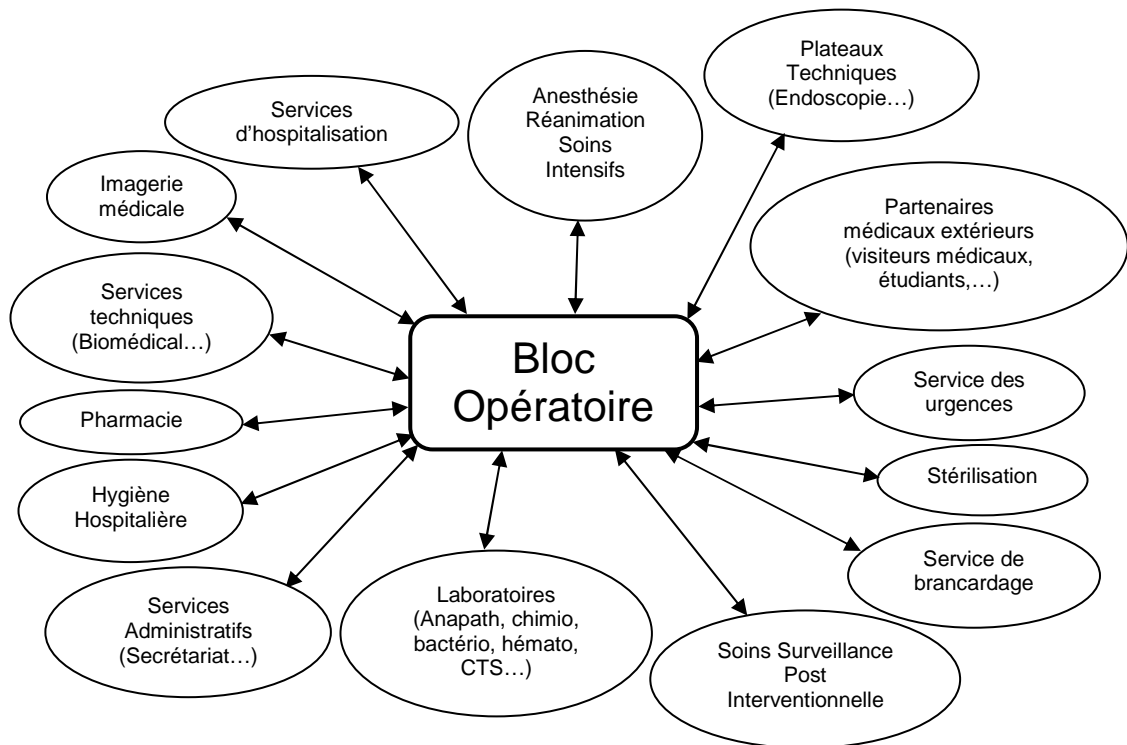 Plateaux
Techniques
(Endoscopie…)
Services
d'hospitalisation
Anesthésie
Réanimation
Soins
Intensifs
Imagerie
médicale
Partenaires
médicaux extérieurs
(visiteurs médicaux,
étudiants,…)
Services
techniques
(Biomédical…)
Bloc
Opératoire
Service des
urgences
Pharmacie
Stérilisation
Hygiène
Hospitalière
Service de
brancardage
Services
Administratifs
(Secrétariat…)
Laboratoires
(Anapath, chimio,
bactério, hémato,
CTS…)
Soins Surveillance
Post
Interventionnelle